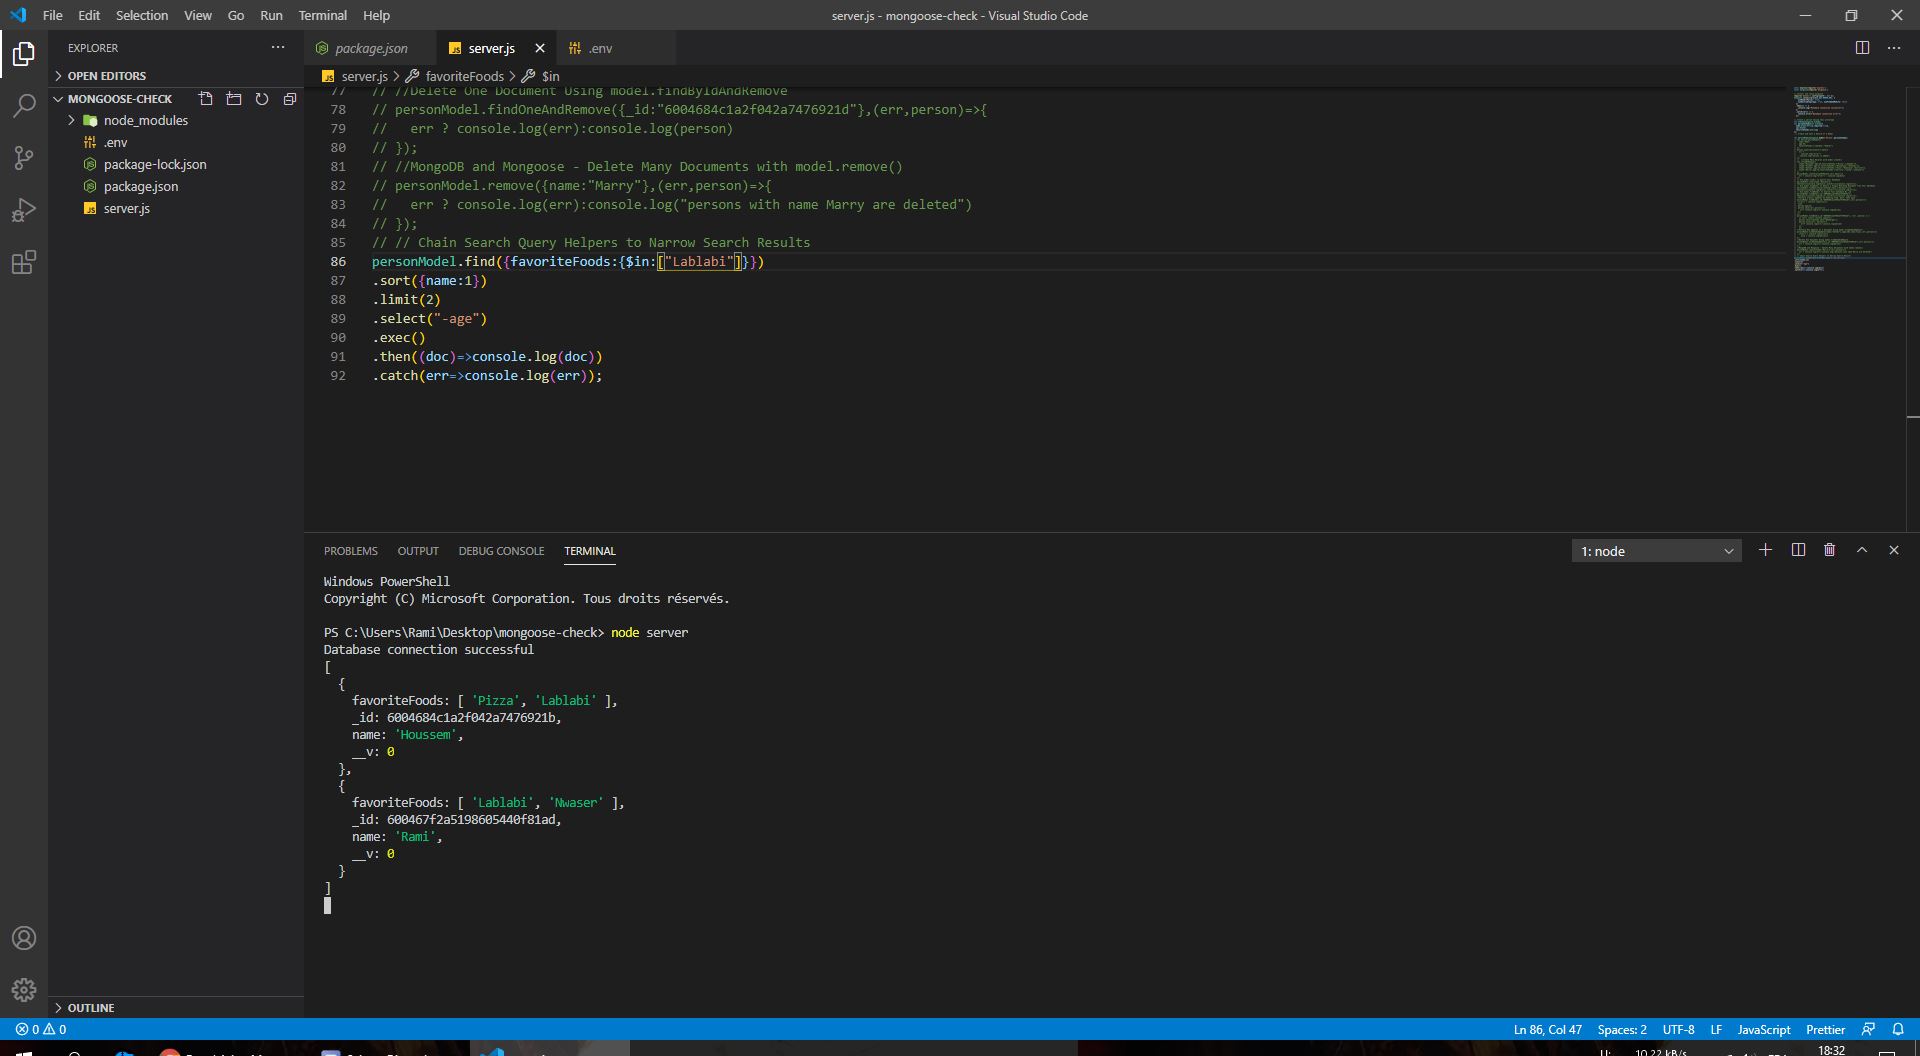 File Edit Selection View Go Run Terminal Help
server.js - mongoose-check - Visual Studio Code
EXPLORER
package.json
server.js
.env
OPEN EDITORS
server.js > favoriteFoods > $in
MONGOOSE-CHECK
node_modules
.env
package-lock.json
package.json
server.js
77 // //Delete One Document Using model.findByIdAndRemove
78 // personModel.findOneAndRemove({_id:"6004684c1a2f042a7476921d"},(err,person)=>{
79 //   err ? console.log(err):console.log(person)
80 // });
81 // //MongoDB and Mongoose - Delete Many Documents with model.remove()
82 // personModel.remove({name:"Marry"},(err,person)=>{
83 //   err ? console.log(err):console.log("persons with name Marry are deleted")
84 // });
85 // // Chain Search Query Helpers to Narrow Search Results
86 personModel.find({favoriteFoods:{$in:["Lablabi"]}})
87 .sort({name:1})
88 .limit(2)
89 .select("-age")
90 .exec()
91 .then((doc)=>console.log(doc))
92 .catch(err=>console.log(err));
PROBLEMS OUTPUT DEBUG CONSOLE TERMINAL
1: node
Windows PowerShell
Copyright (C) Microsoft Corporation. Tous droits réservés.
PS C:\Users\Rami\Desktop\mongoose-check> node server
Database connection successful
[
  {
    favoriteFoods: [ 'Pizza', 'Lablabi' ],
    _id: 6004684c1a2f042a7476921b,
    name: 'Houssem',
    __v: 0
  },
  {
    favoriteFoods: [ 'Lablabi', 'Nwaser' ],
    _id: 600467f2a5198605440f81ad,
    name: 'Rami',
    __v: 0
  }
]
OUTLINE
0 0
Ln 86, Col 47 Spaces: 2 UTF-8 LF JavaScript Prettier
10,22 kB/s
18:32